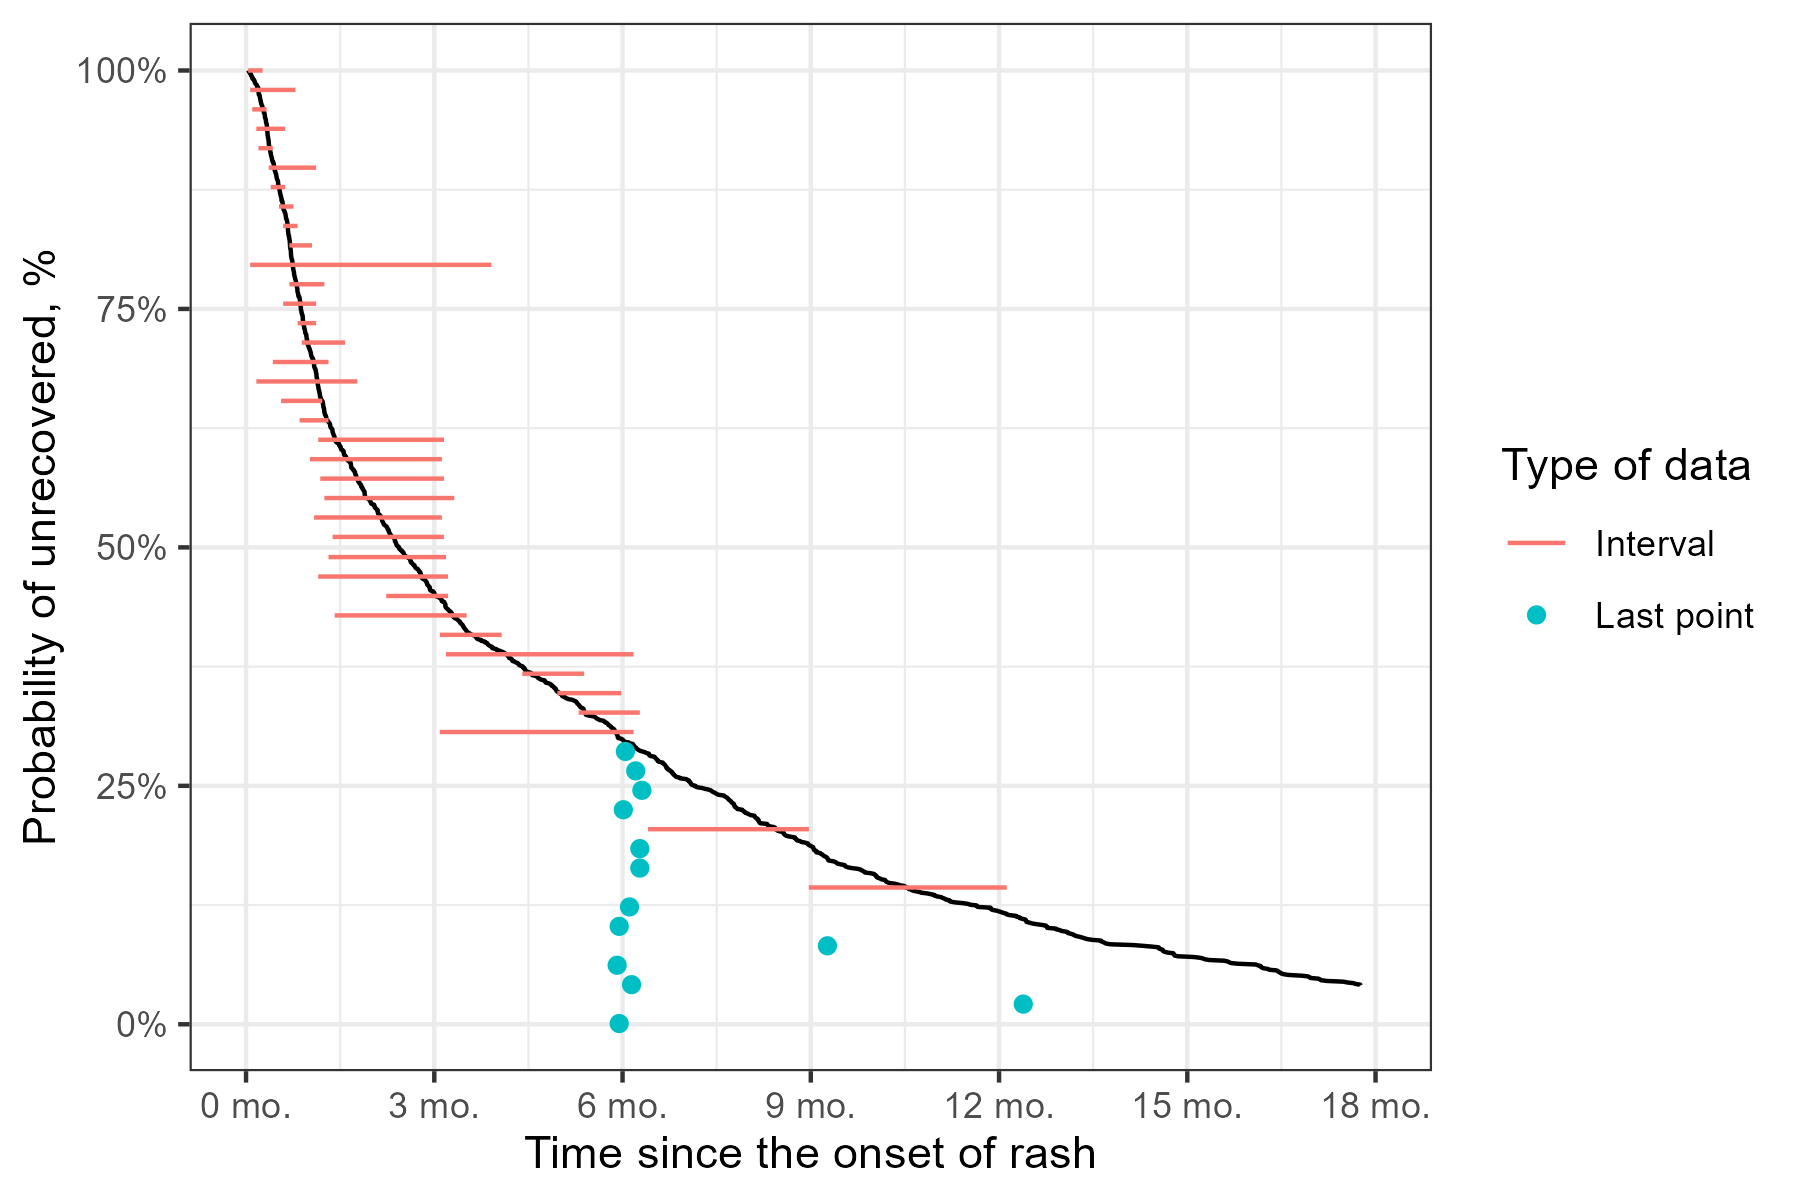 Probability of unrecovered, %
100%
75%
50%
25%
0%
0 mo.
3 mo.
6 mo.
9 mo.
12 mo.
15 mo.
18 mo.
Time since the onset of rash
Type of data
Interval
Last point